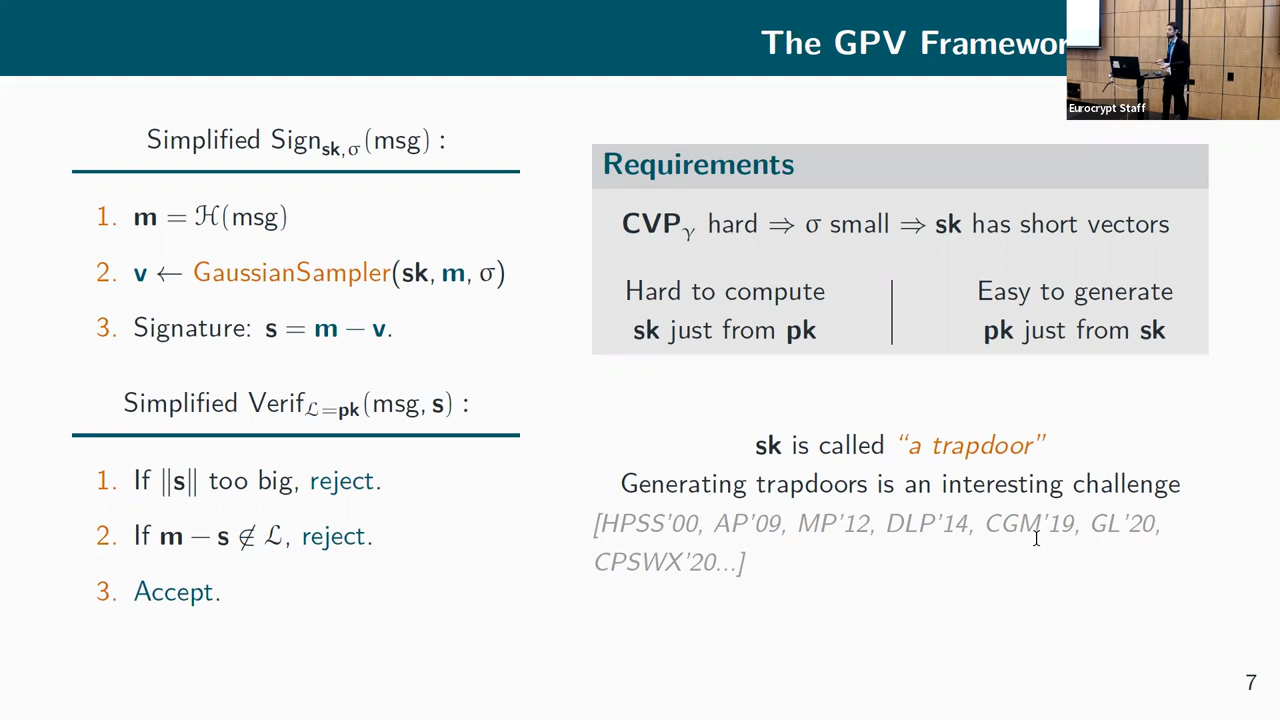 The GPV Framewor
Eurocrypt Staff
Simplified Sign_{sk,σ}(msg) :
1. m = ℋ(msg)
2. v ← GaussianSampler(sk, m, σ)
3. Signature: s = m − v.
Simplified Verif_{ℒ=pk}(msg, s) :
1. If ‖s‖ too big, reject.
2. If m − s ∉ ℒ, reject.
3. Accept.
Requirements
CVP_γ hard ⇒ σ small ⇒ sk has short vectors
Hard to compute
sk just from pk
Easy to generate
pk just from sk
sk is called “a trapdoor”
Generating trapdoors is an interesting challenge
[HPSS’00, AP’09, MP’12, DLP’14, CGM’19, GL’20,
CPSWX’20...]
7